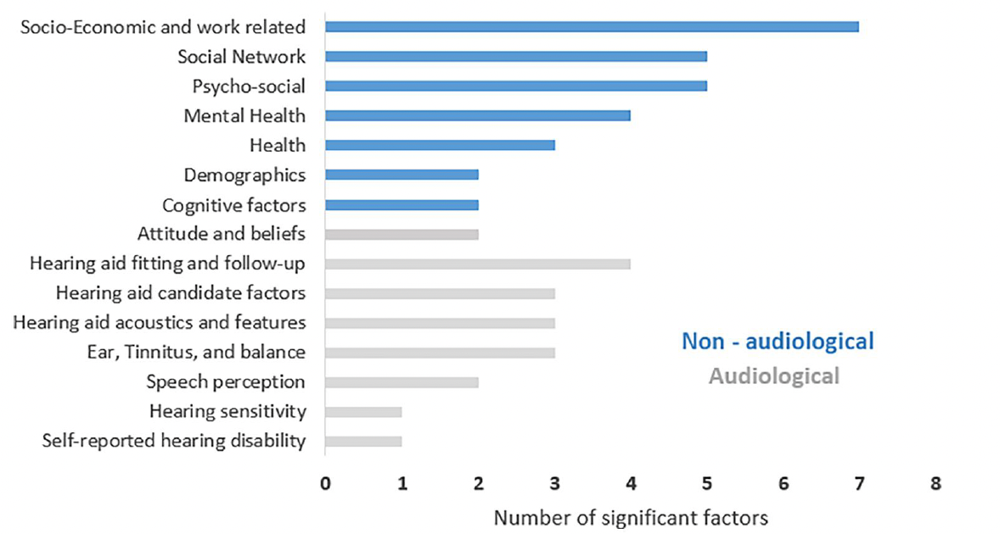 Socio-Economic and work related
Social Network
Psycho-social
Mental Health
Health
Demographics
Cognitive factors
Attitude and beliefs
Hearing aid fitting and follow-up
Hearing aid candidate factors
Hearing aid acoustics and features
Ear, Tinnitus, and balance
Speech perception
Hearing sensitivity
Self-reported hearing disability
Non - audiological
Audiological
0 1 2 3 4 5 6 7 8
Number of significant factors